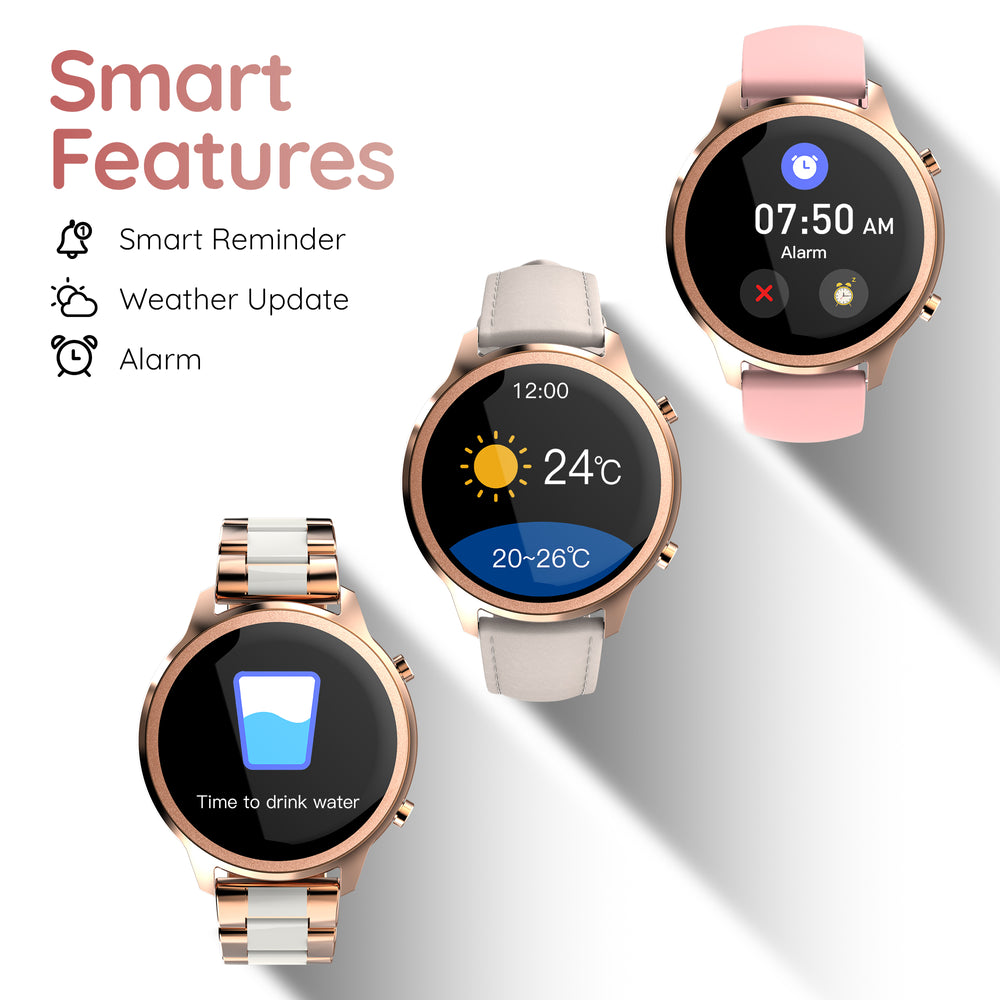 Smart
Features
1
Smart Reminder
Weather Update
Alarm
07:50 AM
Alarm
z
z
12:00
24℃
20~26℃
Time to drink water